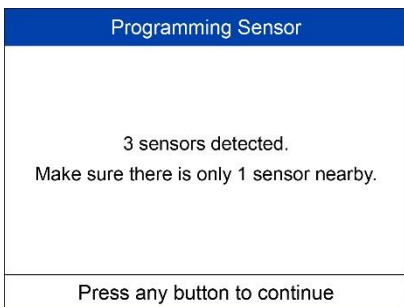 Programming Sensor
3 sensors detected.
Make sure there is only 1 sensor nearby.
Press any button to continue